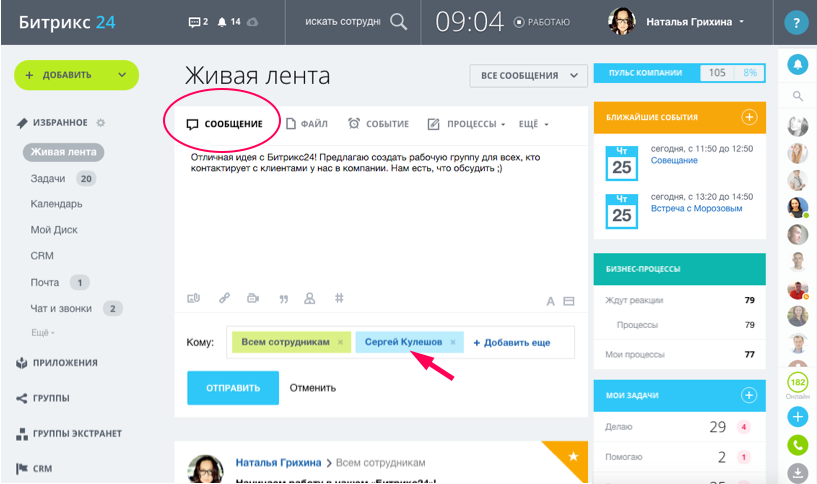 Битрикс 24
2
14
искать сотрудни
09:04
РАБОТАЮ
Наталья Грихина
?
+ ДОБАВИТЬ
ИЗБРАННОЕ
Живая лента
Задачи 20
Календарь
Мой Диск
CRM
Почта 1
Чат и звонки 2
Ещё
ПРИЛОЖЕНИЯ
ГРУППЫ
ГРУППЫ ЭКСТРАНЕТ
CRM
Живая лента
ВСЕ СООБЩЕНИЯ
СООБЩЕНИЕ
ФАЙЛ
СОБЫТИЕ
ПРОЦЕССЫ
ЕЩЁ
Отличная идея с Битрикс24! Предлагаю создать рабочую группу для всех, кто
контактирует с клиентами у нас в компании. Нам есть, что обсудить ;)
A
Кому:
Всем сотрудникам ×
Сергей Кулешов ×
+ Добавить еще
ОТПРАВИТЬ
Отменить
Наталья Грихина > Всем сотрудникам
Начинаем работу в нашем «Битрикс24»!
ПУЛЬС КОМПАНИИ 105 8%
БЛИЖАЙШИЕ СОБЫТИЯ
Чт
25
сегодня, с 11:50 до 12:50
Совещание
Чт
25
сегодня, с 13:20 до 14:50
Встреча с Морозовым
БИЗНЕС-ПРОЦЕССЫ
Ждут реакции 79
Процессы 79
Мои процессы 77
МОИ ЗАДАЧИ
Делаю 29 4
Помогаю 2 1
182
Онлайн